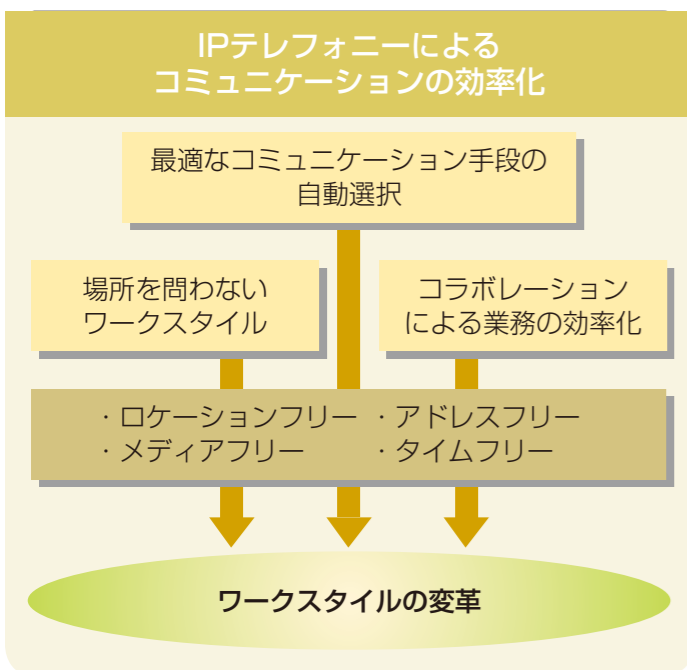 IPテレフォニーによる
コミュニケーションの効率化
最適なコミュニケーション手段の
自動選択
場所を問わない
ワークスタイル
コラボレーション
による業務の効率化
・ロケーションフリー ・アドレスフリー
・メディアフリー ・タイムフリー
ワークスタイルの変革